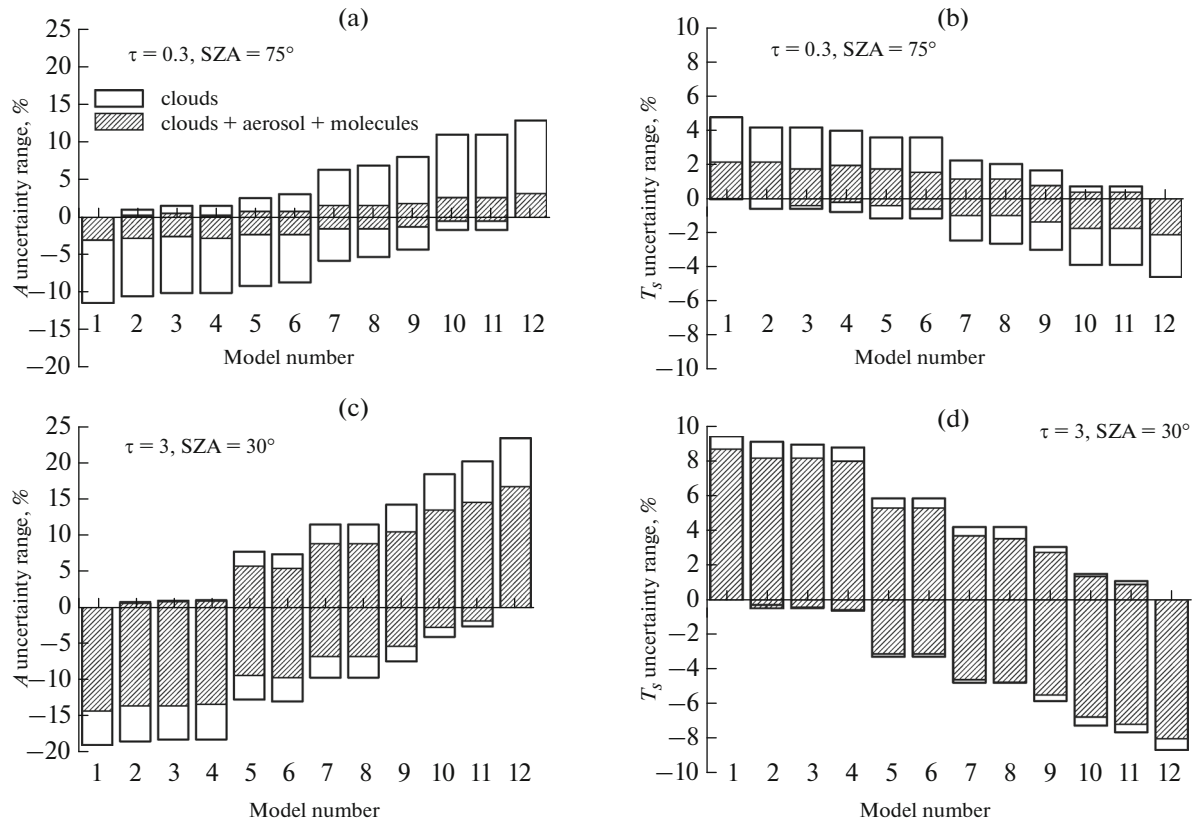 (a)
τ = 0.3, SZA = 75°
clouds
clouds + aerosol + molecules
A uncertainty range, %
25
20
15
10
5
0
−5
−10
−15
−20
1 2 3 4 5 6 7 8 9 10 11 12
Model number
(b)
τ = 0.3, SZA = 75°
T_s uncertainty range, %
10
8
6
4
2
0
−2
−4
−6
−8
−10
1 2 3 4 5 6 7 8 9 10 11 12
Model number
(c)
τ = 3, SZA = 30°
A uncertainty range, %
25
20
15
10
5
0
−5
−10
−15
−20
1 2 3 4 5 6 7 8 9 10 11 12
Model number
(d)
τ = 3, SZA = 30°
T_s uncertainty range, %
10
8
6
4
2
0
−2
−4
−6
−8
−10
1 2 3 4 5 6 7 8 9 10 11 12
Model number